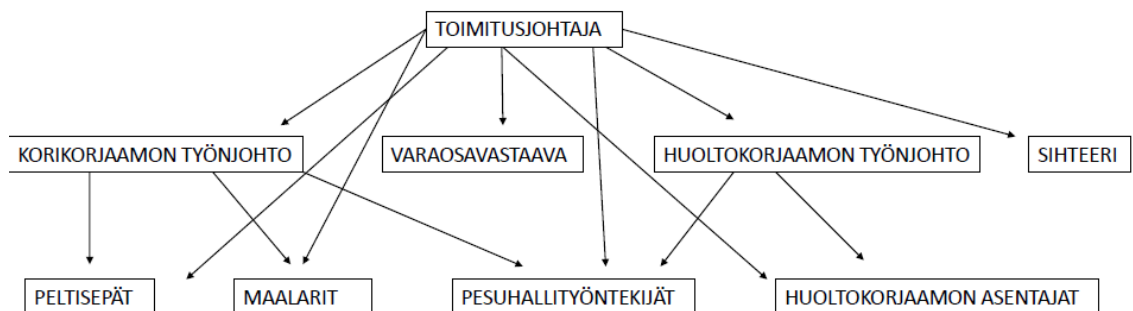 TOIMITUSJOHTAJA
KORIKORJAAMON TYÖNJOHTO
VARAOSAVASTAAVA
HUOLTOKORJAAMON TYÖNJOHTO
SIHTEERI
PELTISEPÄT
MAALARIT
PESUHALLITYÖNTEKIJÄT
HUOLTOKORJAAMON ASENTAJAT